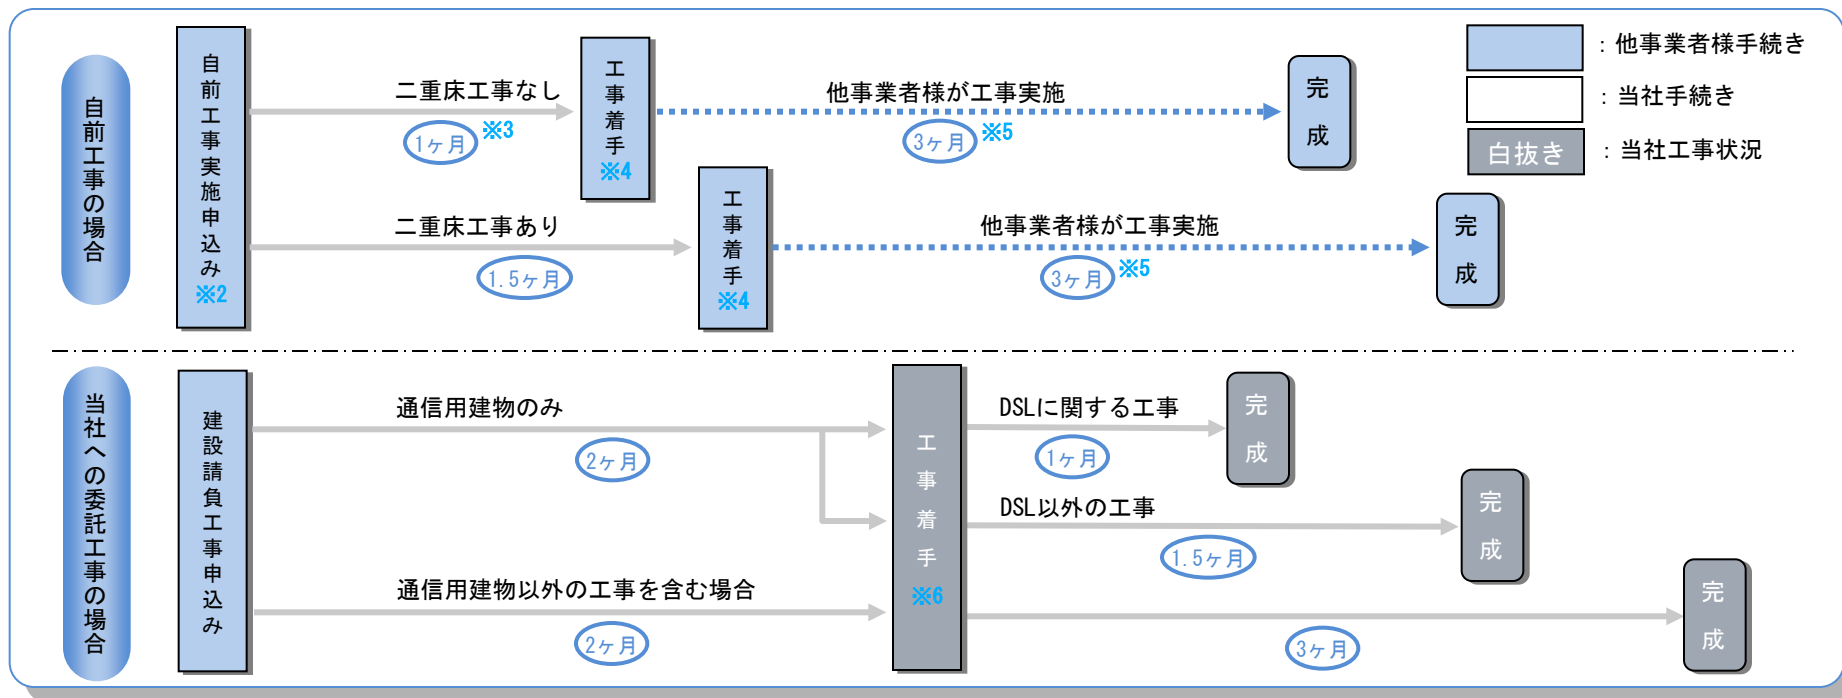 自前工事の場合
自前工事実施申込み
※2
二重床工事なし
1ヶ月
※3
工事着手
※4
他事業者様が工事実施
3ヶ月
※5
完成
二重床工事あり
1.5ヶ月
工事着手
※4
他事業者様が工事実施
3ヶ月
※5
完成
：他事業者様手続き
：当社手続き
白抜き
：当社工事状況
当社への委託工事の場合
建設請負工事申込み
通信用建物のみ
2ヶ月
通信用建物以外の工事を含む場合
2ヶ月
工事着手
※6
DSLに関する工事
1ヶ月
完成
DSL以外の工事
1.5ヶ月
完成
3ヶ月
完成